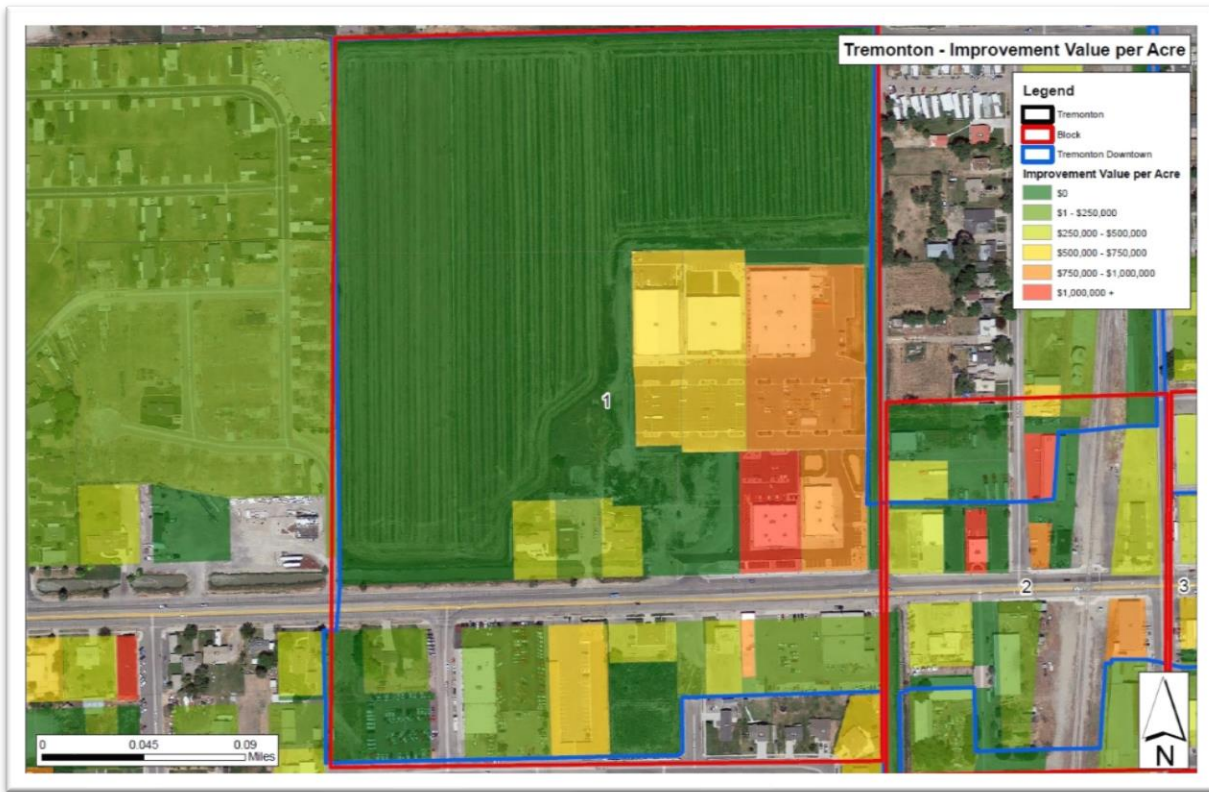 Tremonton - Improvement Value per Acre
Legend
Tremonton
Block
Tremonton Downtown
Improvement Value per Acre
$0
$1 - $250,000
$250,000 - $500,000
$500,000 - $750,000
$750,000 - $1,000,000
$1,000,000 +
1
2
3
0 0.045 0.09
Miles
N